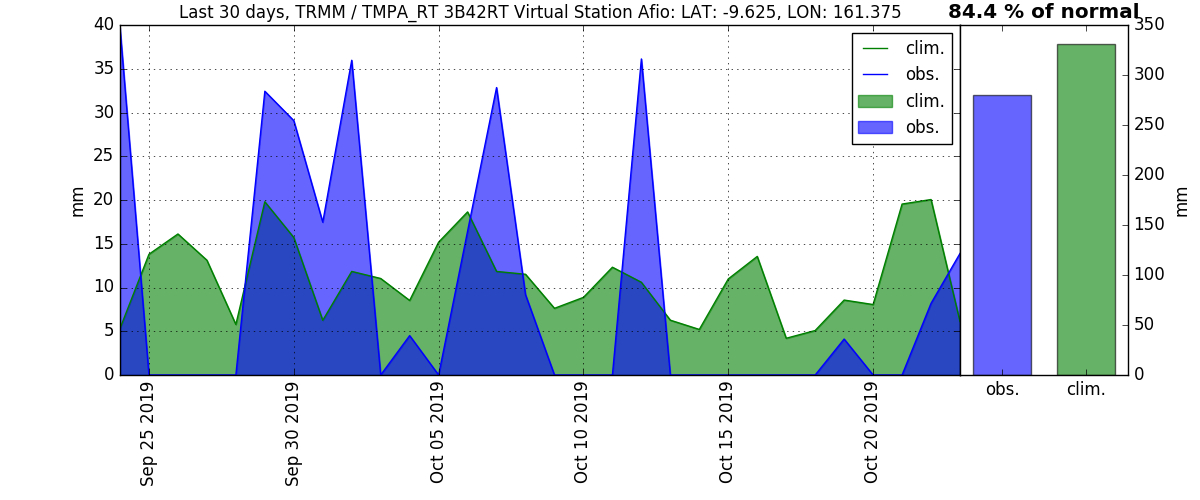 Last 30 days, TRMM / TMPA_RT 3B42RT Virtual Station Afio: LAT: -9.625, LON: 161.375
84.4 % of normal
mm
40
35
30
25
20
15
10
5
0
Sep 25 2019
Sep 30 2019
Oct 05 2019
Oct 10 2019
Oct 15 2019
Oct 20 2019
clim.
obs.
clim.
obs.
obs.
clim.
350
300
250
200
150
100
50
0
mm